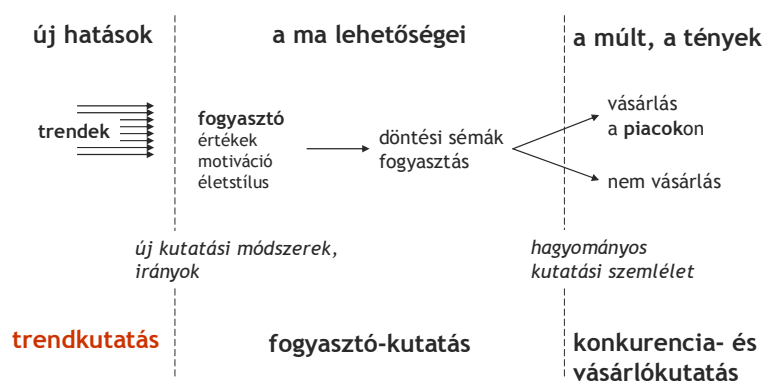 új hatások
a ma lehetőségei
a múlt, a tények
trendek
fogyasztó
értékek
motiváció
életstílus
döntési sémák
fogyasztás
vásárlás
a piacokon
nem vásárlás
új kutatási módszerek,
irányok
hagyományos
kutatási szemlélet
trendkutatás
fogyasztó-kutatás
konkurencia- és
vásárlókutatás